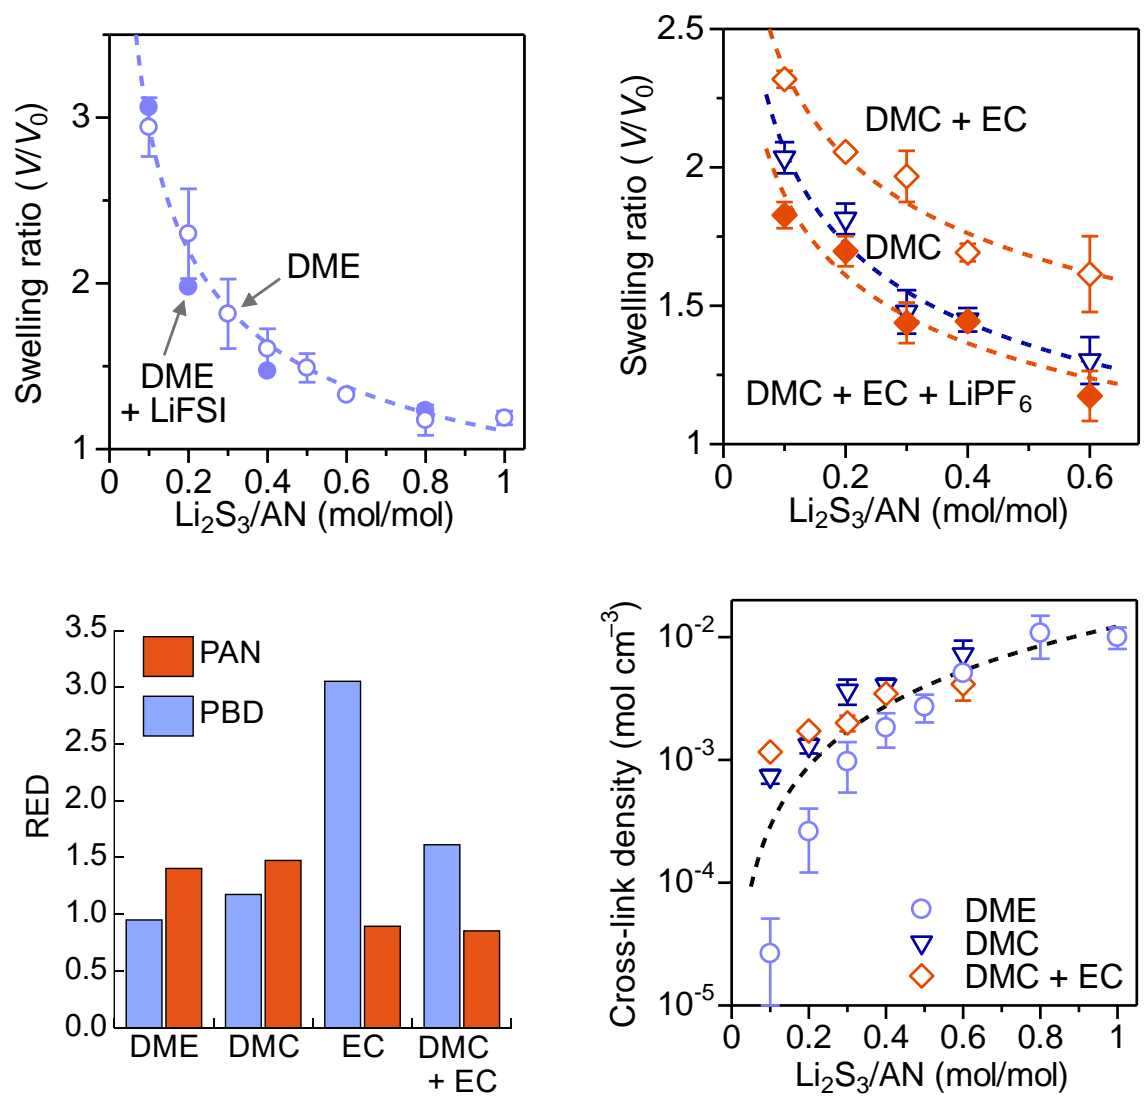 Swelling ratio (V/V₀)
3
2
1
DME
DME
+ LiFSI
0 0.2 0.4 0.6 0.8 1
Li₂S₃/AN (mol/mol)
Swelling ratio (V/V₀)
2.5
2
1.5
1
DMC + EC
DMC
DMC + EC + LiPF₆
0 0.2 0.4 0.6
Li₂S₃/AN (mol/mol)
RED
3.5
3.0
2.5
2.0
1.5
1.0
0.5
0.0
PAN
PBD
DME DMC EC DMC
+ EC
Cross-link density (mol cm⁻³)
10⁻²
10⁻³
10⁻⁴
10⁻⁵
DME
DMC
DMC + EC
0 0.2 0.4 0.6 0.8 1
Li₂S₃/AN (mol/mol)